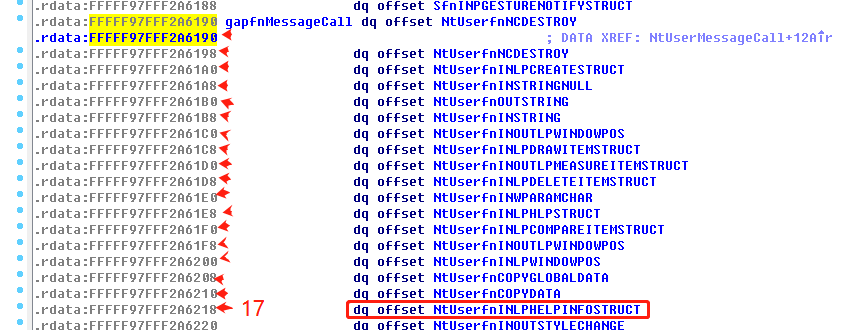 .rdata:FFFFF97FFF2A6188 dq offset SfnINPGESTURENOTIFYSTRUCT
.rdata:FFFFF97FFF2A6190 gapfnMessageCall dq offset NtUserfnNCDESTROY
.rdata:FFFFF97FFF2A6190 ; DATA XREF: NtUserMessageCall+12A↑r
.rdata:FFFFF97FFF2A6198 dq offset NtUserfnNCDESTROY
.rdata:FFFFF97FFF2A61A0 dq offset NtUserfnINLPCREATESTRUCT
.rdata:FFFFF97FFF2A61A8 dq offset NtUserfnINSTRINGNULL
.rdata:FFFFF97FFF2A61B0 dq offset NtUserfnOUTSTRING
.rdata:FFFFF97FFF2A61B8 dq offset NtUserfnINSTRING
.rdata:FFFFF97FFF2A61C0 dq offset NtUserfnINOUTLPWINDOWPOS
.rdata:FFFFF97FFF2A61C8 dq offset NtUserfnINLPDRAWITEMSTRUCT
.rdata:FFFFF97FFF2A61D0 dq offset NtUserfnINOUTLPMEASUREITEMSTRUCT
.rdata:FFFFF97FFF2A61D8 dq offset NtUserfnINLPDELETEITEMSTRUCT
.rdata:FFFFF97FFF2A61E0 dq offset NtUserfnINWPARAMCHAR
.rdata:FFFFF97FFF2A61E8 dq offset NtUserfnINLPHLPSTRUCT
.rdata:FFFFF97FFF2A61F0 dq offset NtUserfnINLPCOMPAREITEMSTRUCT
.rdata:FFFFF97FFF2A61F8 dq offset NtUserfnINOUTLPWINDOWPOS
.rdata:FFFFF97FFF2A6200 dq offset NtUserfnINLPWINDOWPOS
.rdata:FFFFF97FFF2A6208 dq offset NtUserfnCOPYGLOBALDATA
.rdata:FFFFF97FFF2A6210 dq offset NtUserfnCOPYDATA
.rdata:FFFFF97FFF2A6218 17 dq offset NtUserfnINLPHELPINFOSTRUCT
.rdata:FFFFF97FFF2A6220 dq offset NtUserfnINOUTSTYLECHANGE